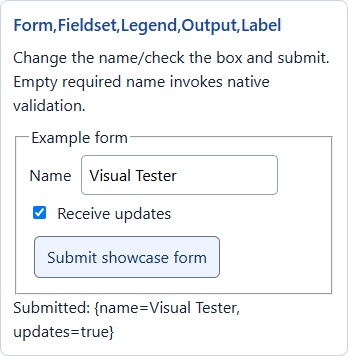 Form,Fieldset,Legend,Output,Label
Change the name/check the box and submit.
Empty required name invokes native
validation.
Example form
Name Visual Tester
Receive updates
Submit showcase form
Submitted: {name=Visual Tester,
updates=true}